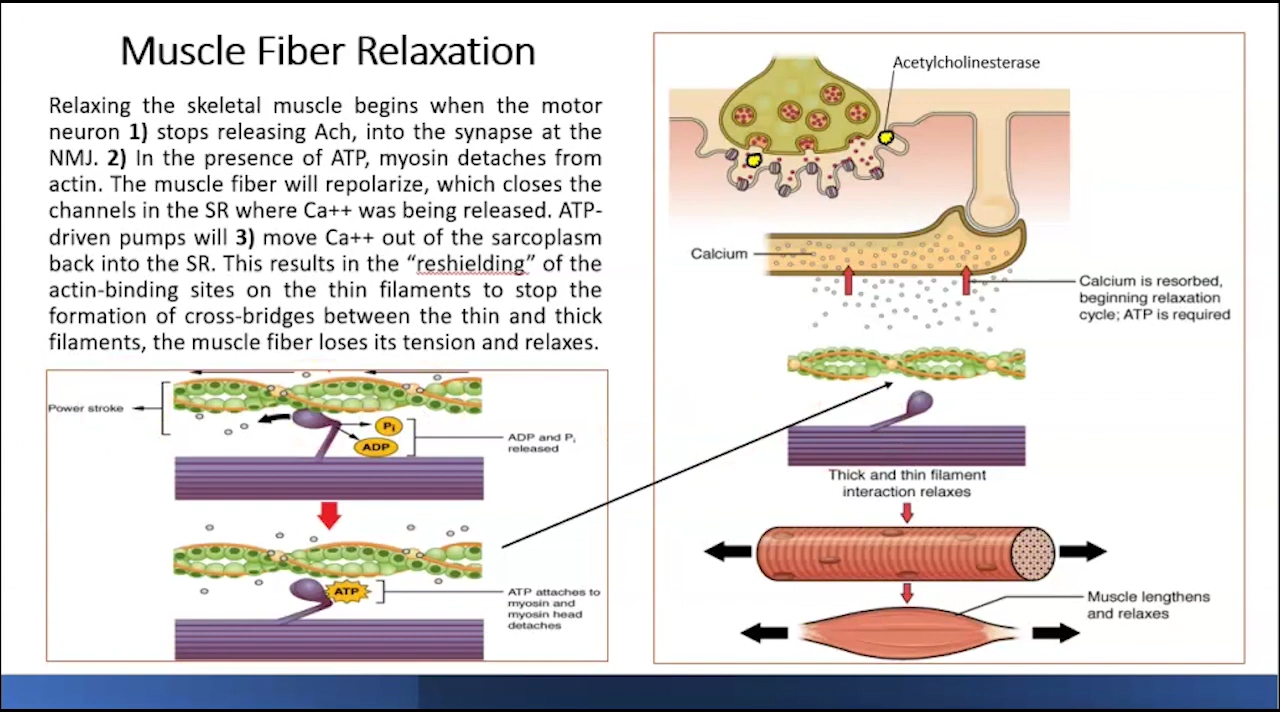 Muscle Fiber Relaxation
Relaxing the skeletal muscle begins when the motor
neuron 1) stops releasing Ach, into the synapse at the
NMJ. 2) In the presence of ATP, myosin detaches from
actin. The muscle fiber will repolarize, which closes the
channels in the SR where Ca++ was being released. ATP-
driven pumps will 3) move Ca++ out of the sarcoplasm
back into the SR. This results in the “reshielding” of the
actin-binding sites on the thin filaments to stop the
formation of cross-bridges between the thin and thick
filaments, the muscle fiber loses its tension and relaxes.
Power stroke
Pi
ADP
ADP and Pi
released
ATP
ATP attaches to
myosin and
myosin head
detaches
Acetylcholinesterase
Calcium
Calcium is resorbed,
beginning relaxation
cycle; ATP is required
Thick and thin filament
interaction relaxes
Muscle lengthens
and relaxes